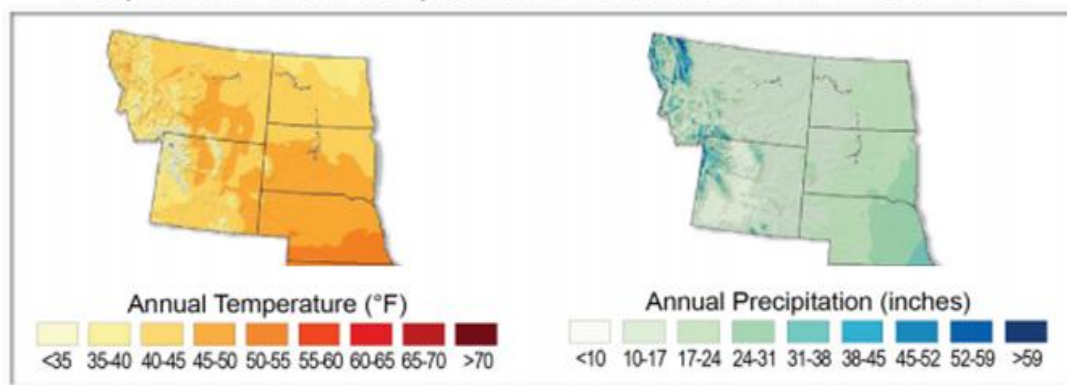 Annual Temperature (°F)
<35 35-40 40-45 45-50 50-55 55-60 60-65 65-70 >70
Annual Precipitation (inches)
<10 10-17 17-24 24-31 31-38 38-45 45-52 52-59 >59